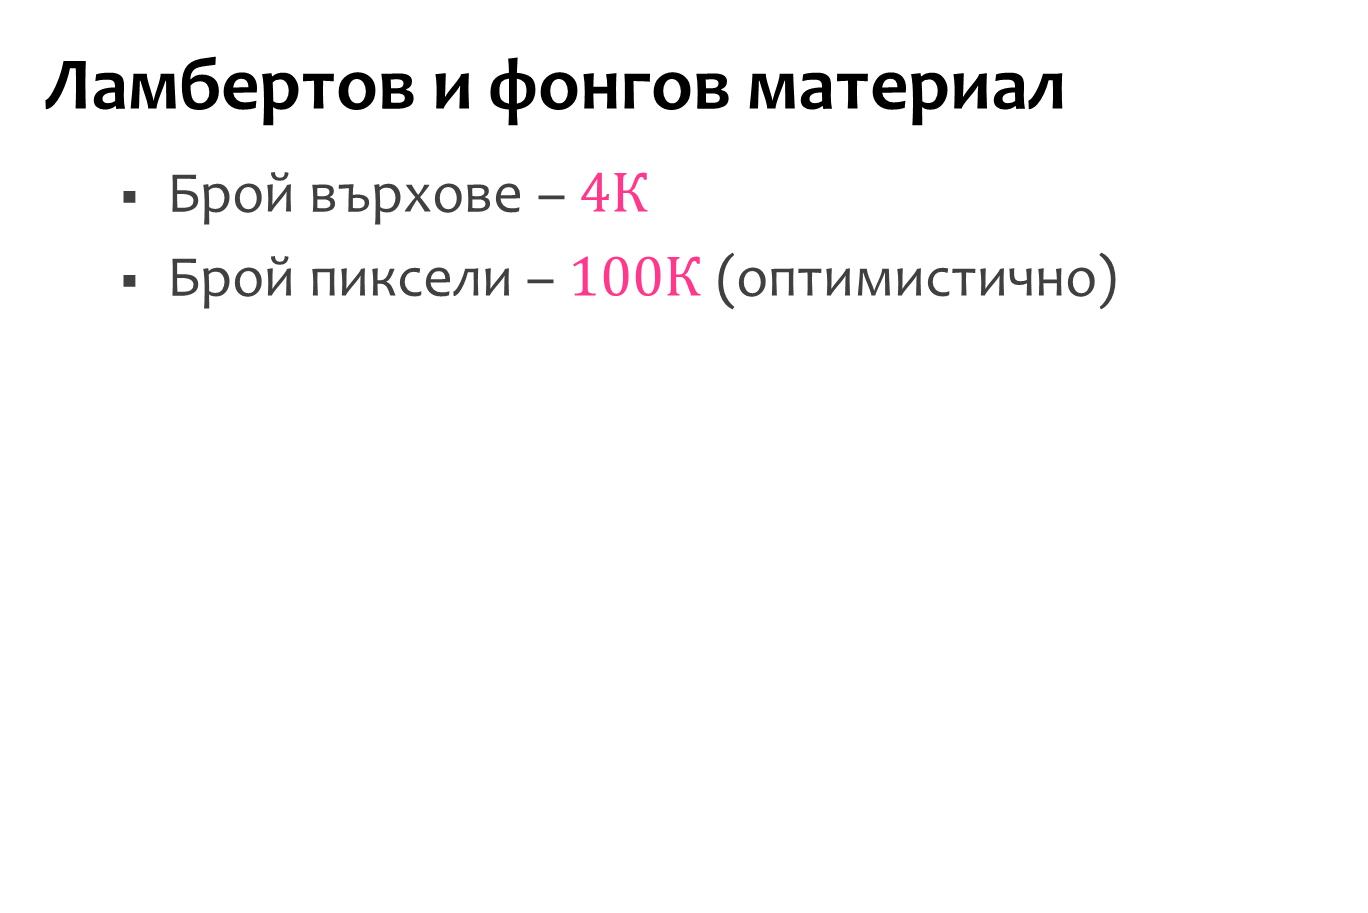 Ламбертов и фонгов материал
▪ Брой върхове – 4К
▪ Брой пиксели – 100К (оптимистично)